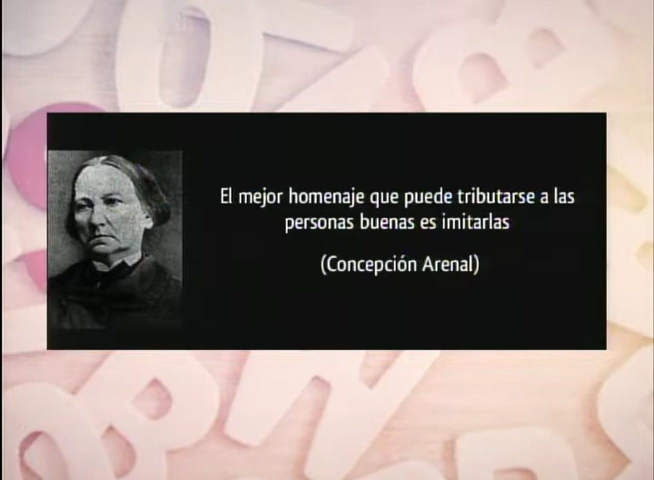 El mejor homenaje que puede tributarse a las
personas buenas es imitarlas
(Concepción Arenal)